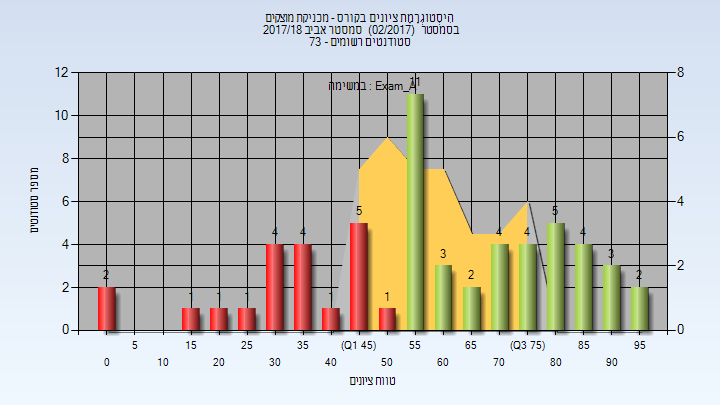 היסטוגרמת ציונים בקורס - מכניקת מוצקים
בסמסטר (02/2017) סמסטר אביב 2017/18
סטודנטים רשומים - 73
במשימה : Exam_A
מספר סטודנטים
12 10 8 6 4 2 0
8 6 4 2 0
2 1 1 1 4 4 1 5 1 11 3 2 4 4 5 4 3 2
5 15 25 35 (Q1 45) 55 65 (Q3 75) 85 95
0 10 20 30 40 50 60 70 80 90
טווח ציונים